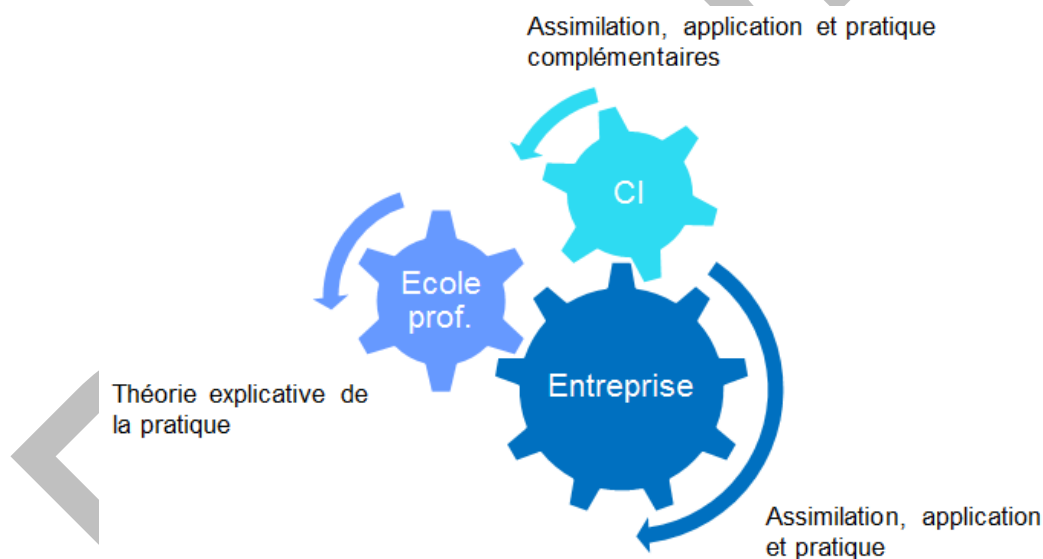 Assimilation, application et pratique
complémentaires
CI
Ecole
prof.
Entreprise
Théorie explicative de
la pratique
Assimilation, application
et pratique